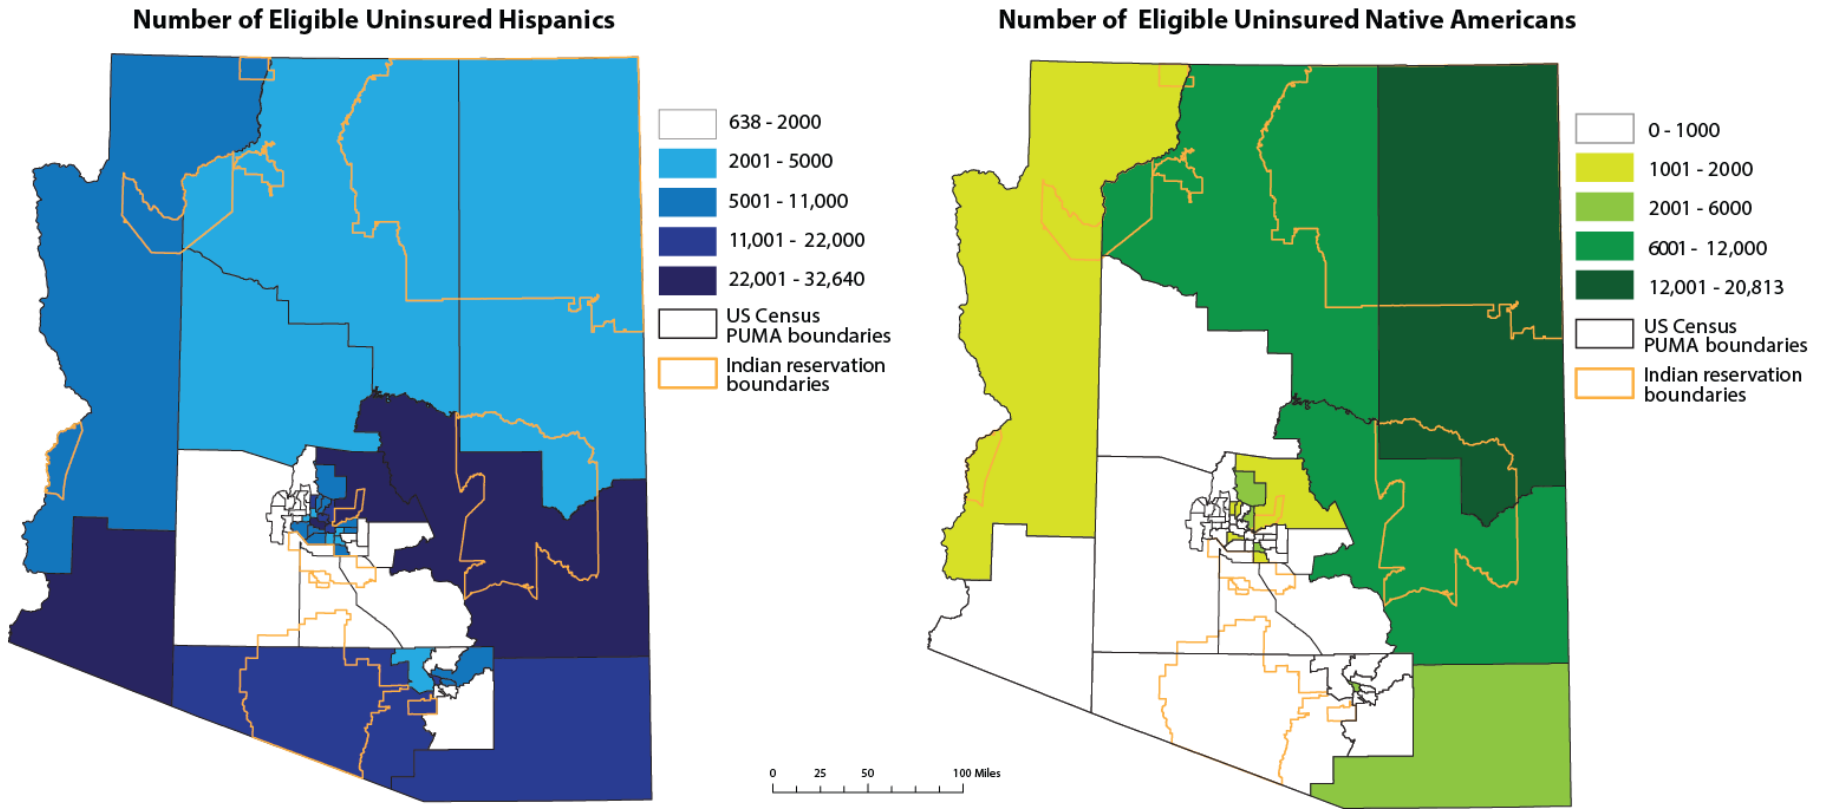 Number of Eligible Uninsured Hispanics
638 - 2000
2001 - 5000
5001 - 11,000
11,001 - 22,000
22,001 - 32,640
US Census
PUMA boundaries
Indian reservation
boundaries
0 25 50 100 Miles
Number of Eligible Uninsured Native Americans
0 - 1000
1001 - 2000
2001 - 6000
6001 - 12,000
12,001 - 20,813
US Census
PUMA boundaries
Indian reservation
boundaries